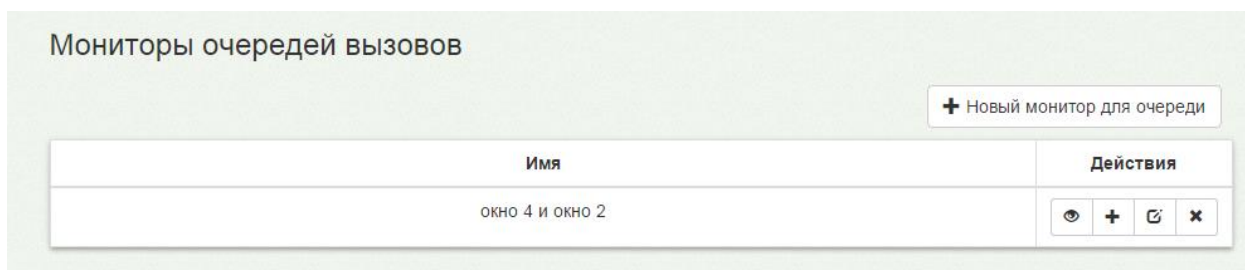 Мониторы очередей вызовов
Новый монитор для очереди
Имя Действия
окно 4 и окно 2